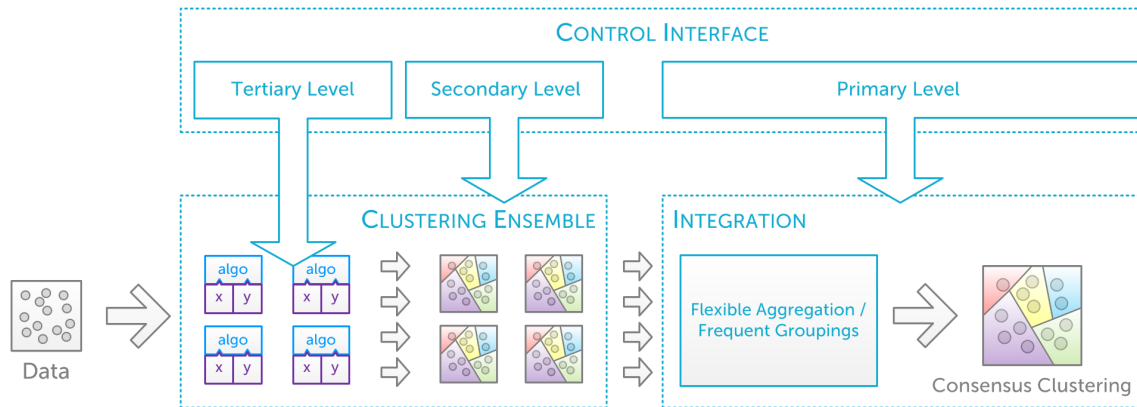 CONTROL INTERFACE
Tertiary Level
Secondary Level
Primary Level
CLUSTERING ENSEMBLE
INTEGRATION
algo
x y
algo
x y
algo
x y
algo
x y
Data
Flexible Aggregation /
Frequent Groupings
Consensus Clustering